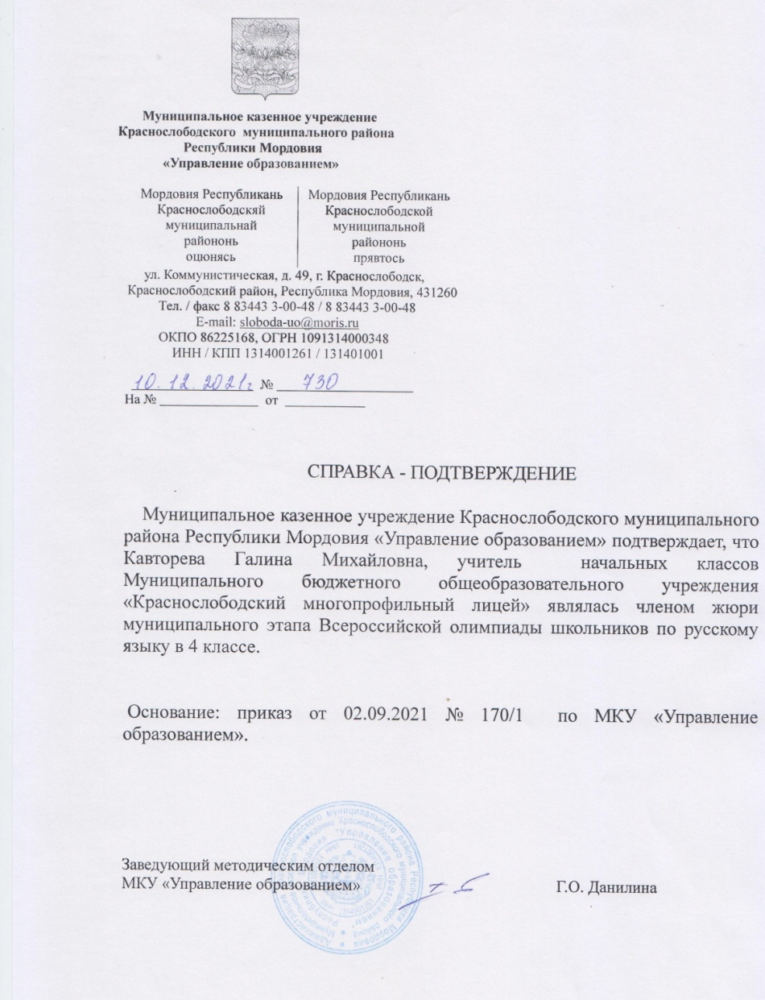 Муниципальное казенное учреждение
Краснослободского муниципального района
Республики Мордовия
«Управление образованием»
Мордовия Республикань
Краснослободскяй
муниципальнай
райононь
оцюнясь
Мордовия Республикань
Краснослободской
муниципальной
райононь
прявтось
ул. Коммунистическая, д. 49, г. Краснослободск,
Краснослободский район, Республика Мордовия, 431260
Тел. / факс 8 83443 3-00-48 / 8 83443 3-00-48
E-mail: sloboda-uo@moris.ru
ОКПО 86225168, ОГРН 1091314000348
ИНН / КПП 1314001261 / 131401001
10.12.2021г № 730
На № ______________ от ____________
СПРАВКА - ПОДТВЕРЖДЕНИЕ
Муниципальное казенное учреждение Краснослободского муниципального
района Республики Мордовия «Управление образованием» подтверждает, что
Кавторева Галина Михайловна, учитель начальных классов
Муниципального бюджетного общеобразовательного учреждения
«Краснослободский многопрофильный лицей» являлась членом жюри
муниципального этапа Всероссийской олимпиады школьников по русскому
языку в 4 классе.
Основание: приказ от 02.09.2021 № 170/1 по МКУ «Управление
образованием».
Заведующий методическим отделом
МКУ «Управление образованием»
Г.О. Данилина